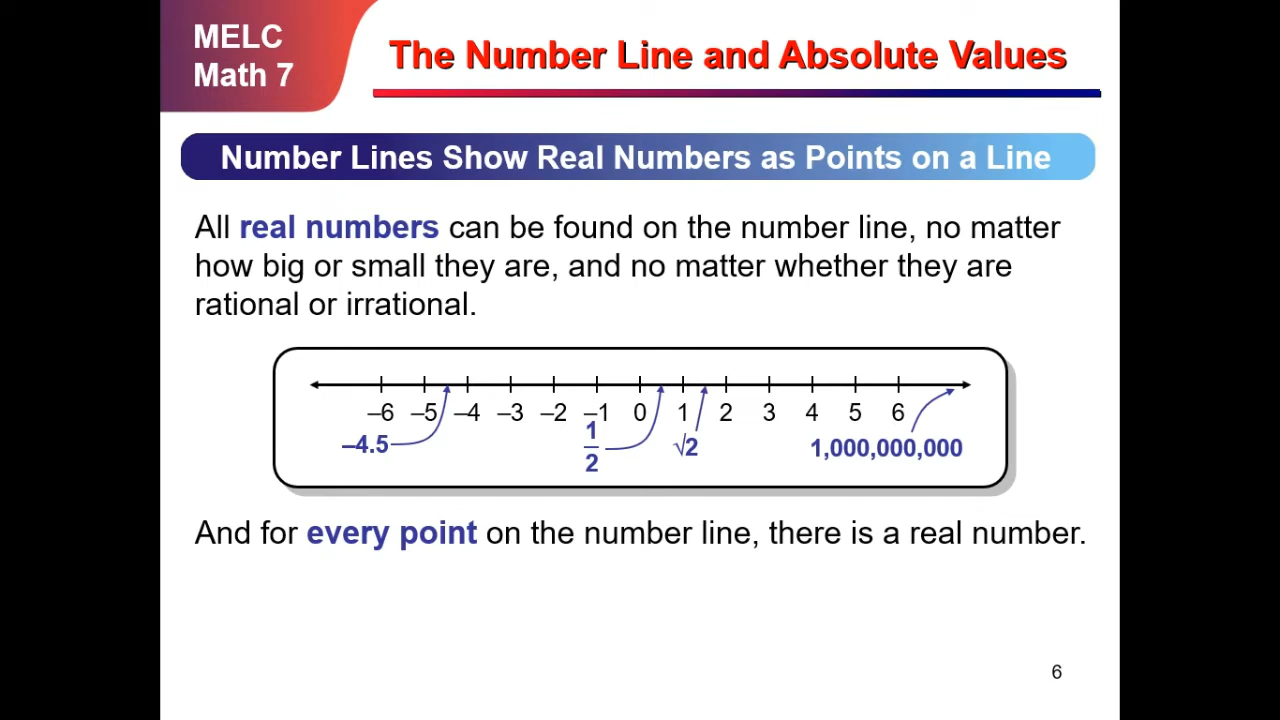 MELC
Math 7
The Number Line and Absolute Values
Number Lines Show Real Numbers as Points on a Line
All real numbers can be found on the number line, no matter
how big or small they are, and no matter whether they are
rational or irrational.
–6 –5 –4 –3 –2 –1 0 1 2 3 4 5 6
–4.5 1/2 √2 1,000,000,000
And for every point on the number line, there is a real number.
6